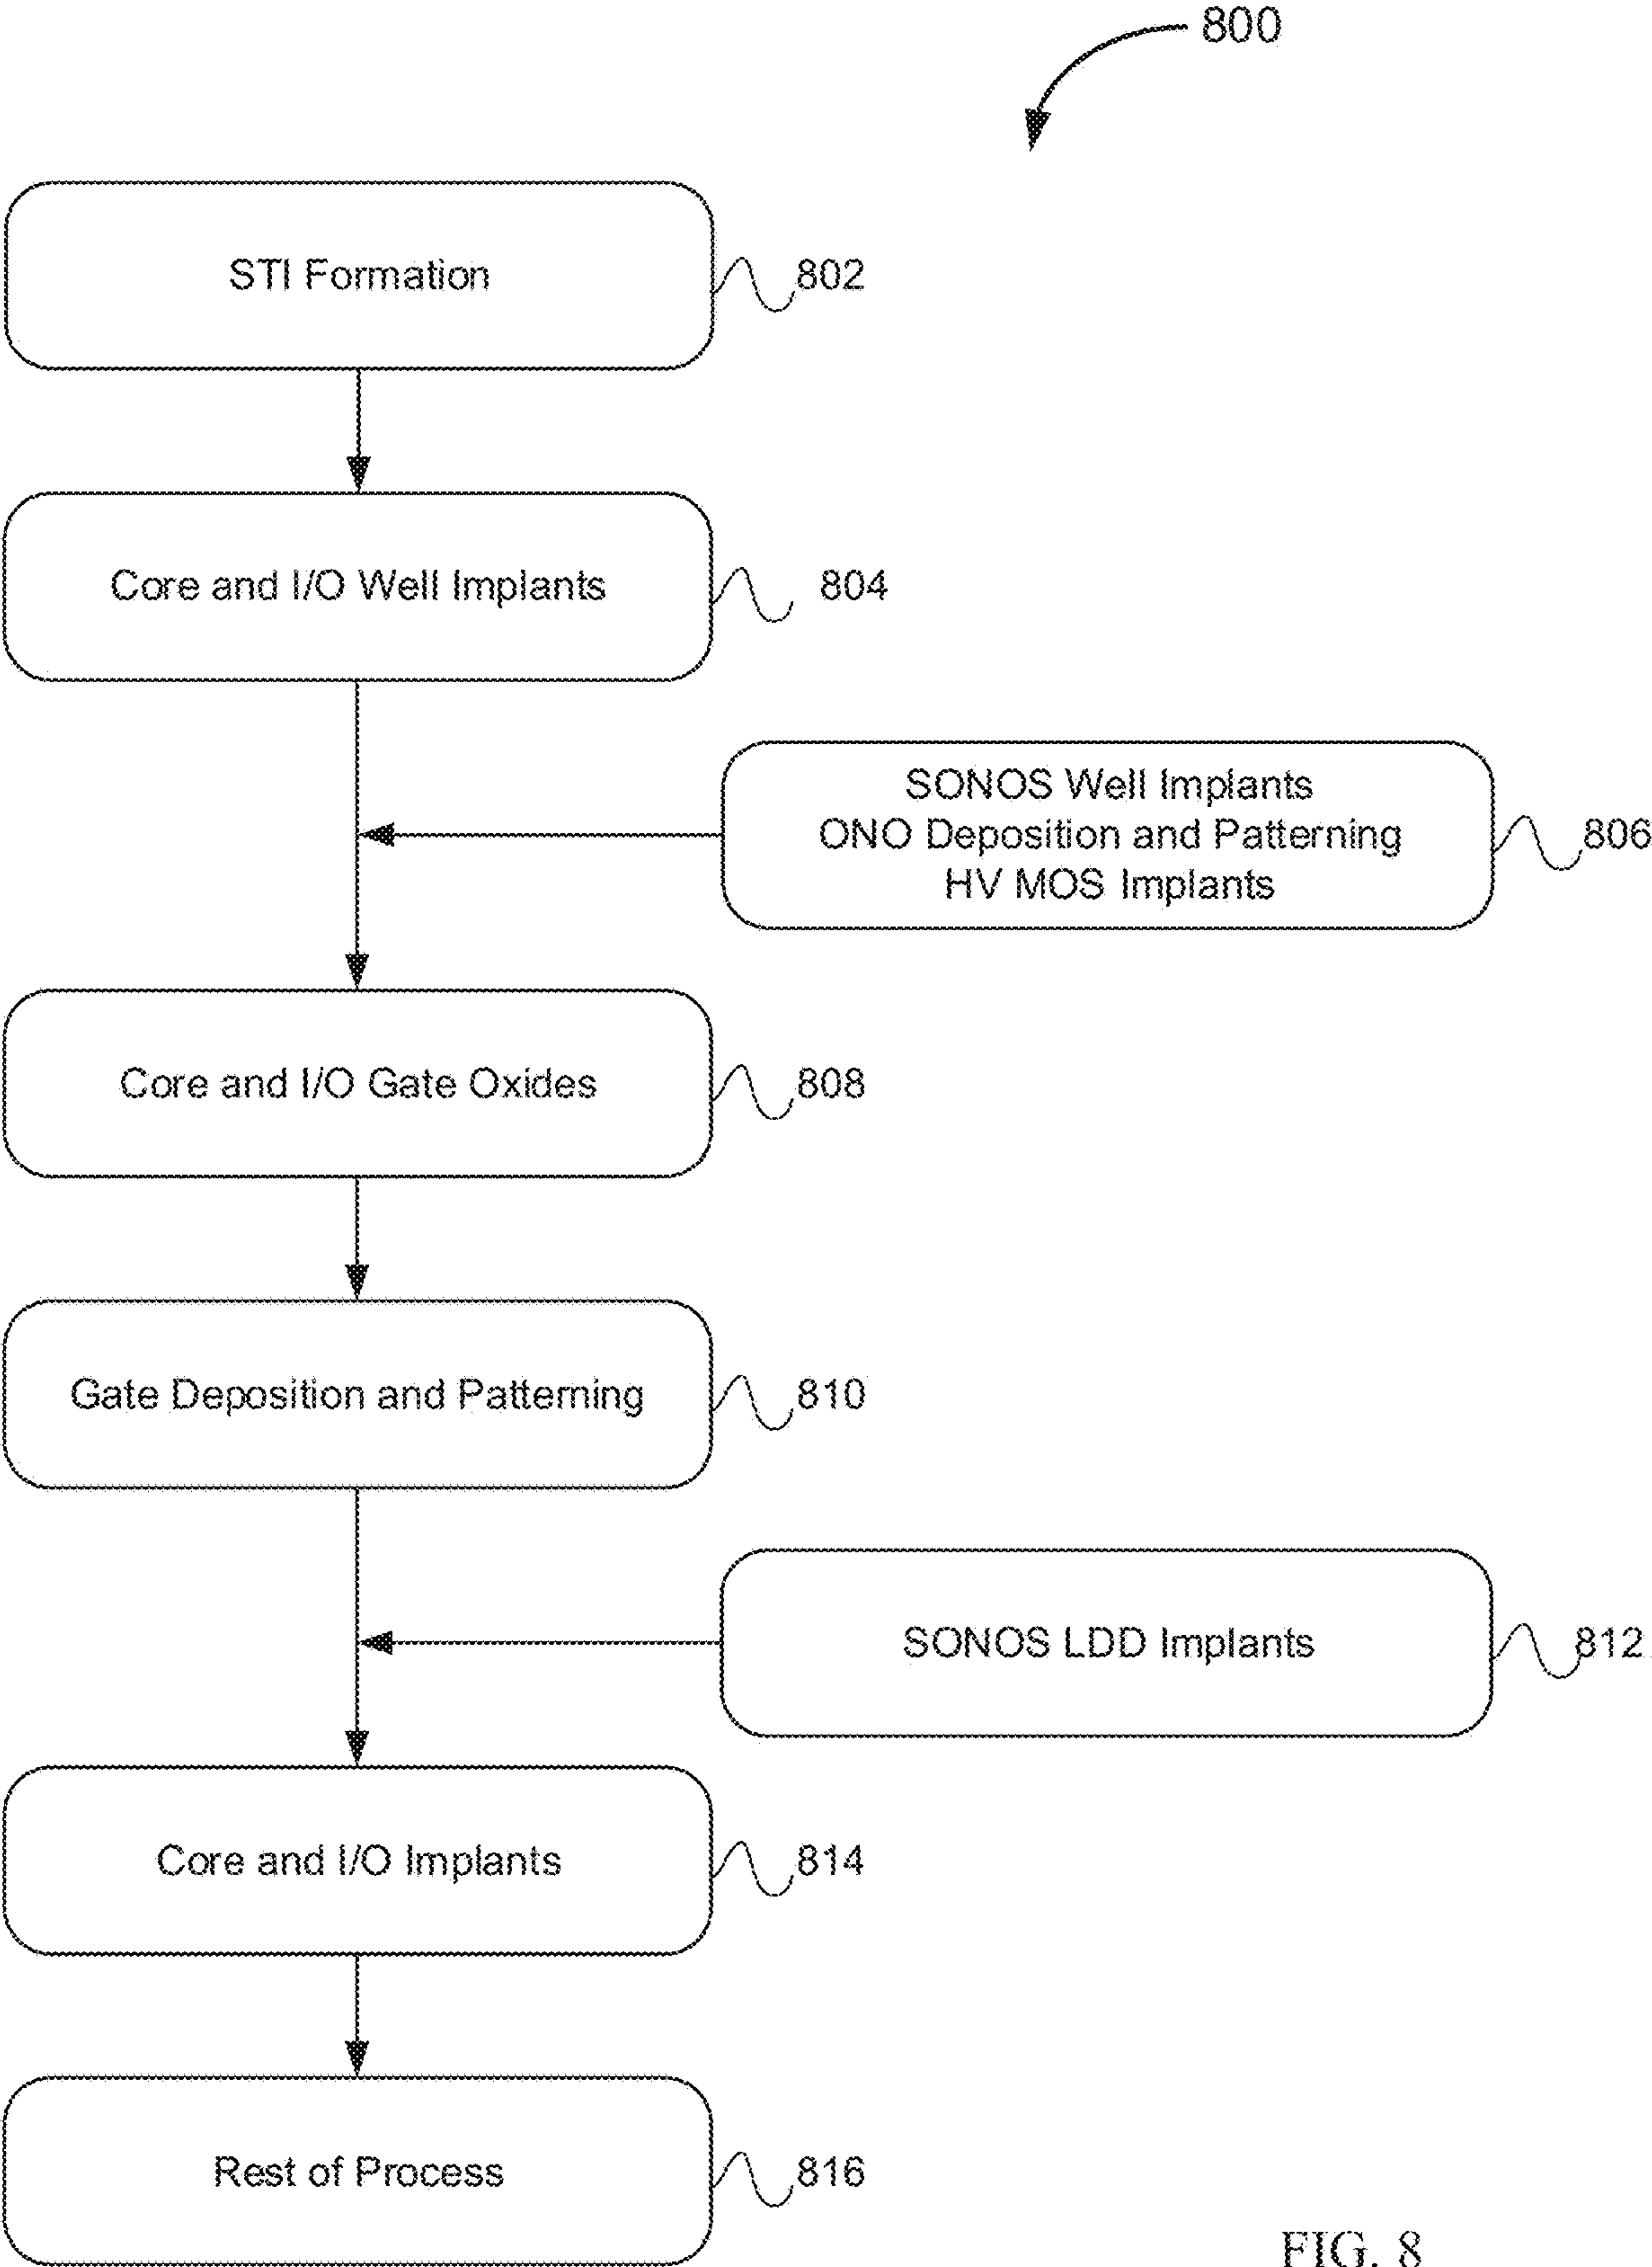 800
STI Formation
802
Core and I/O Well Implants
804
SONOS Well Implants
ONO Deposition and Patterning
HV MOS Implants
806
Core and I/O Gate Oxides
808
Gate Deposition and Patterning
810
SONOS LDD Implants
812
Core and I/O Implants
814
Rest of Process
816
FIG. 8